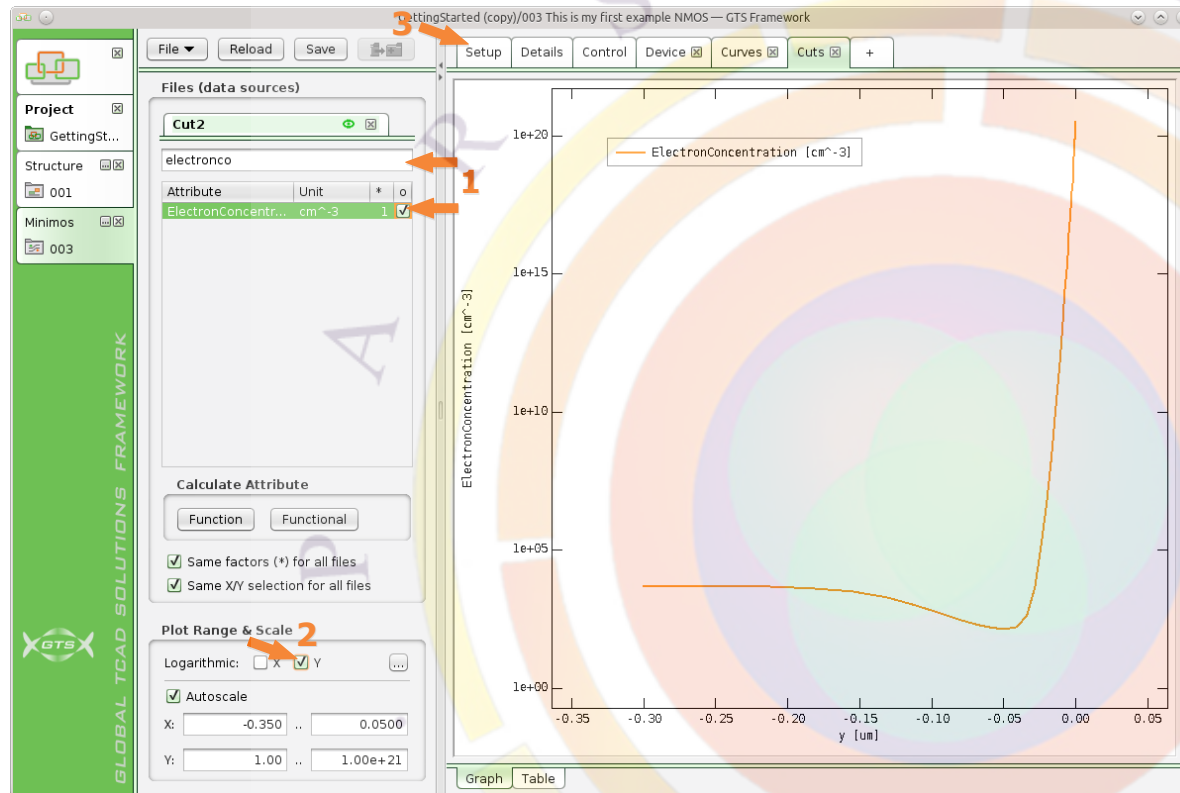 GettingStarted (copy)/003 This is my first example NMOS — GTS Framework
3
File Reload Save
Setup Details Control Device Curves Cuts +
Project
GettingSt...
Structure
001
Minimos
003
GLOBAL TCAD SOLUTIONS FRAMEWORK
GTS
Files (data sources)
Cut2
electronco
1
Attribute Unit * o
ElectronConcentr... cm^-3 1
Calculate Attribute
Function Functional
Same factors (*) for all files
Same X/Y selection for all files
Plot Range & Scale
2
Logarithmic: X Y ...
Autoscale
X: -0.350 .. 0.0500
Y: 1.00 .. 1.00e+21
ElectronConcentration [cm^-3]
ElectronConcentration [cm^-3]
1e+20
1e+15
1e+10
1e+05
1e+00
-0.35 -0.30 -0.25 -0.20 -0.15 -0.10 -0.05 0.00 0.05
y [um]
Graph Table
P A R S